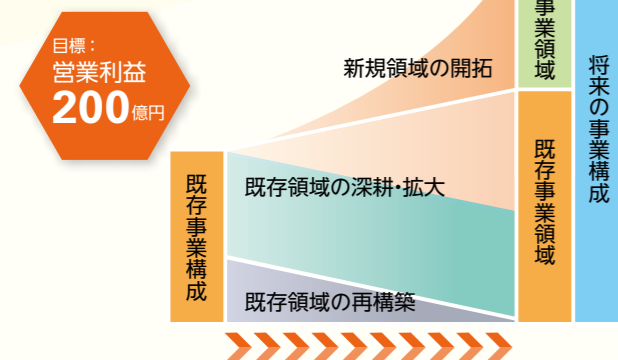 目標：
営業利益
200億円
新規領域の開拓
既存領域の深耕・拡大
既存領域の再構築
既存事業構成
事業領域
既存事業領域
将来の事業構成